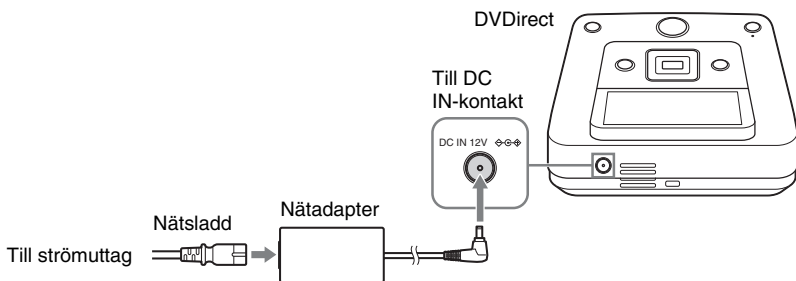 DVDirect
Till DC
IN-kontakt
DC IN 12V
Nätadapter
Nätsladd
Till strömuttag